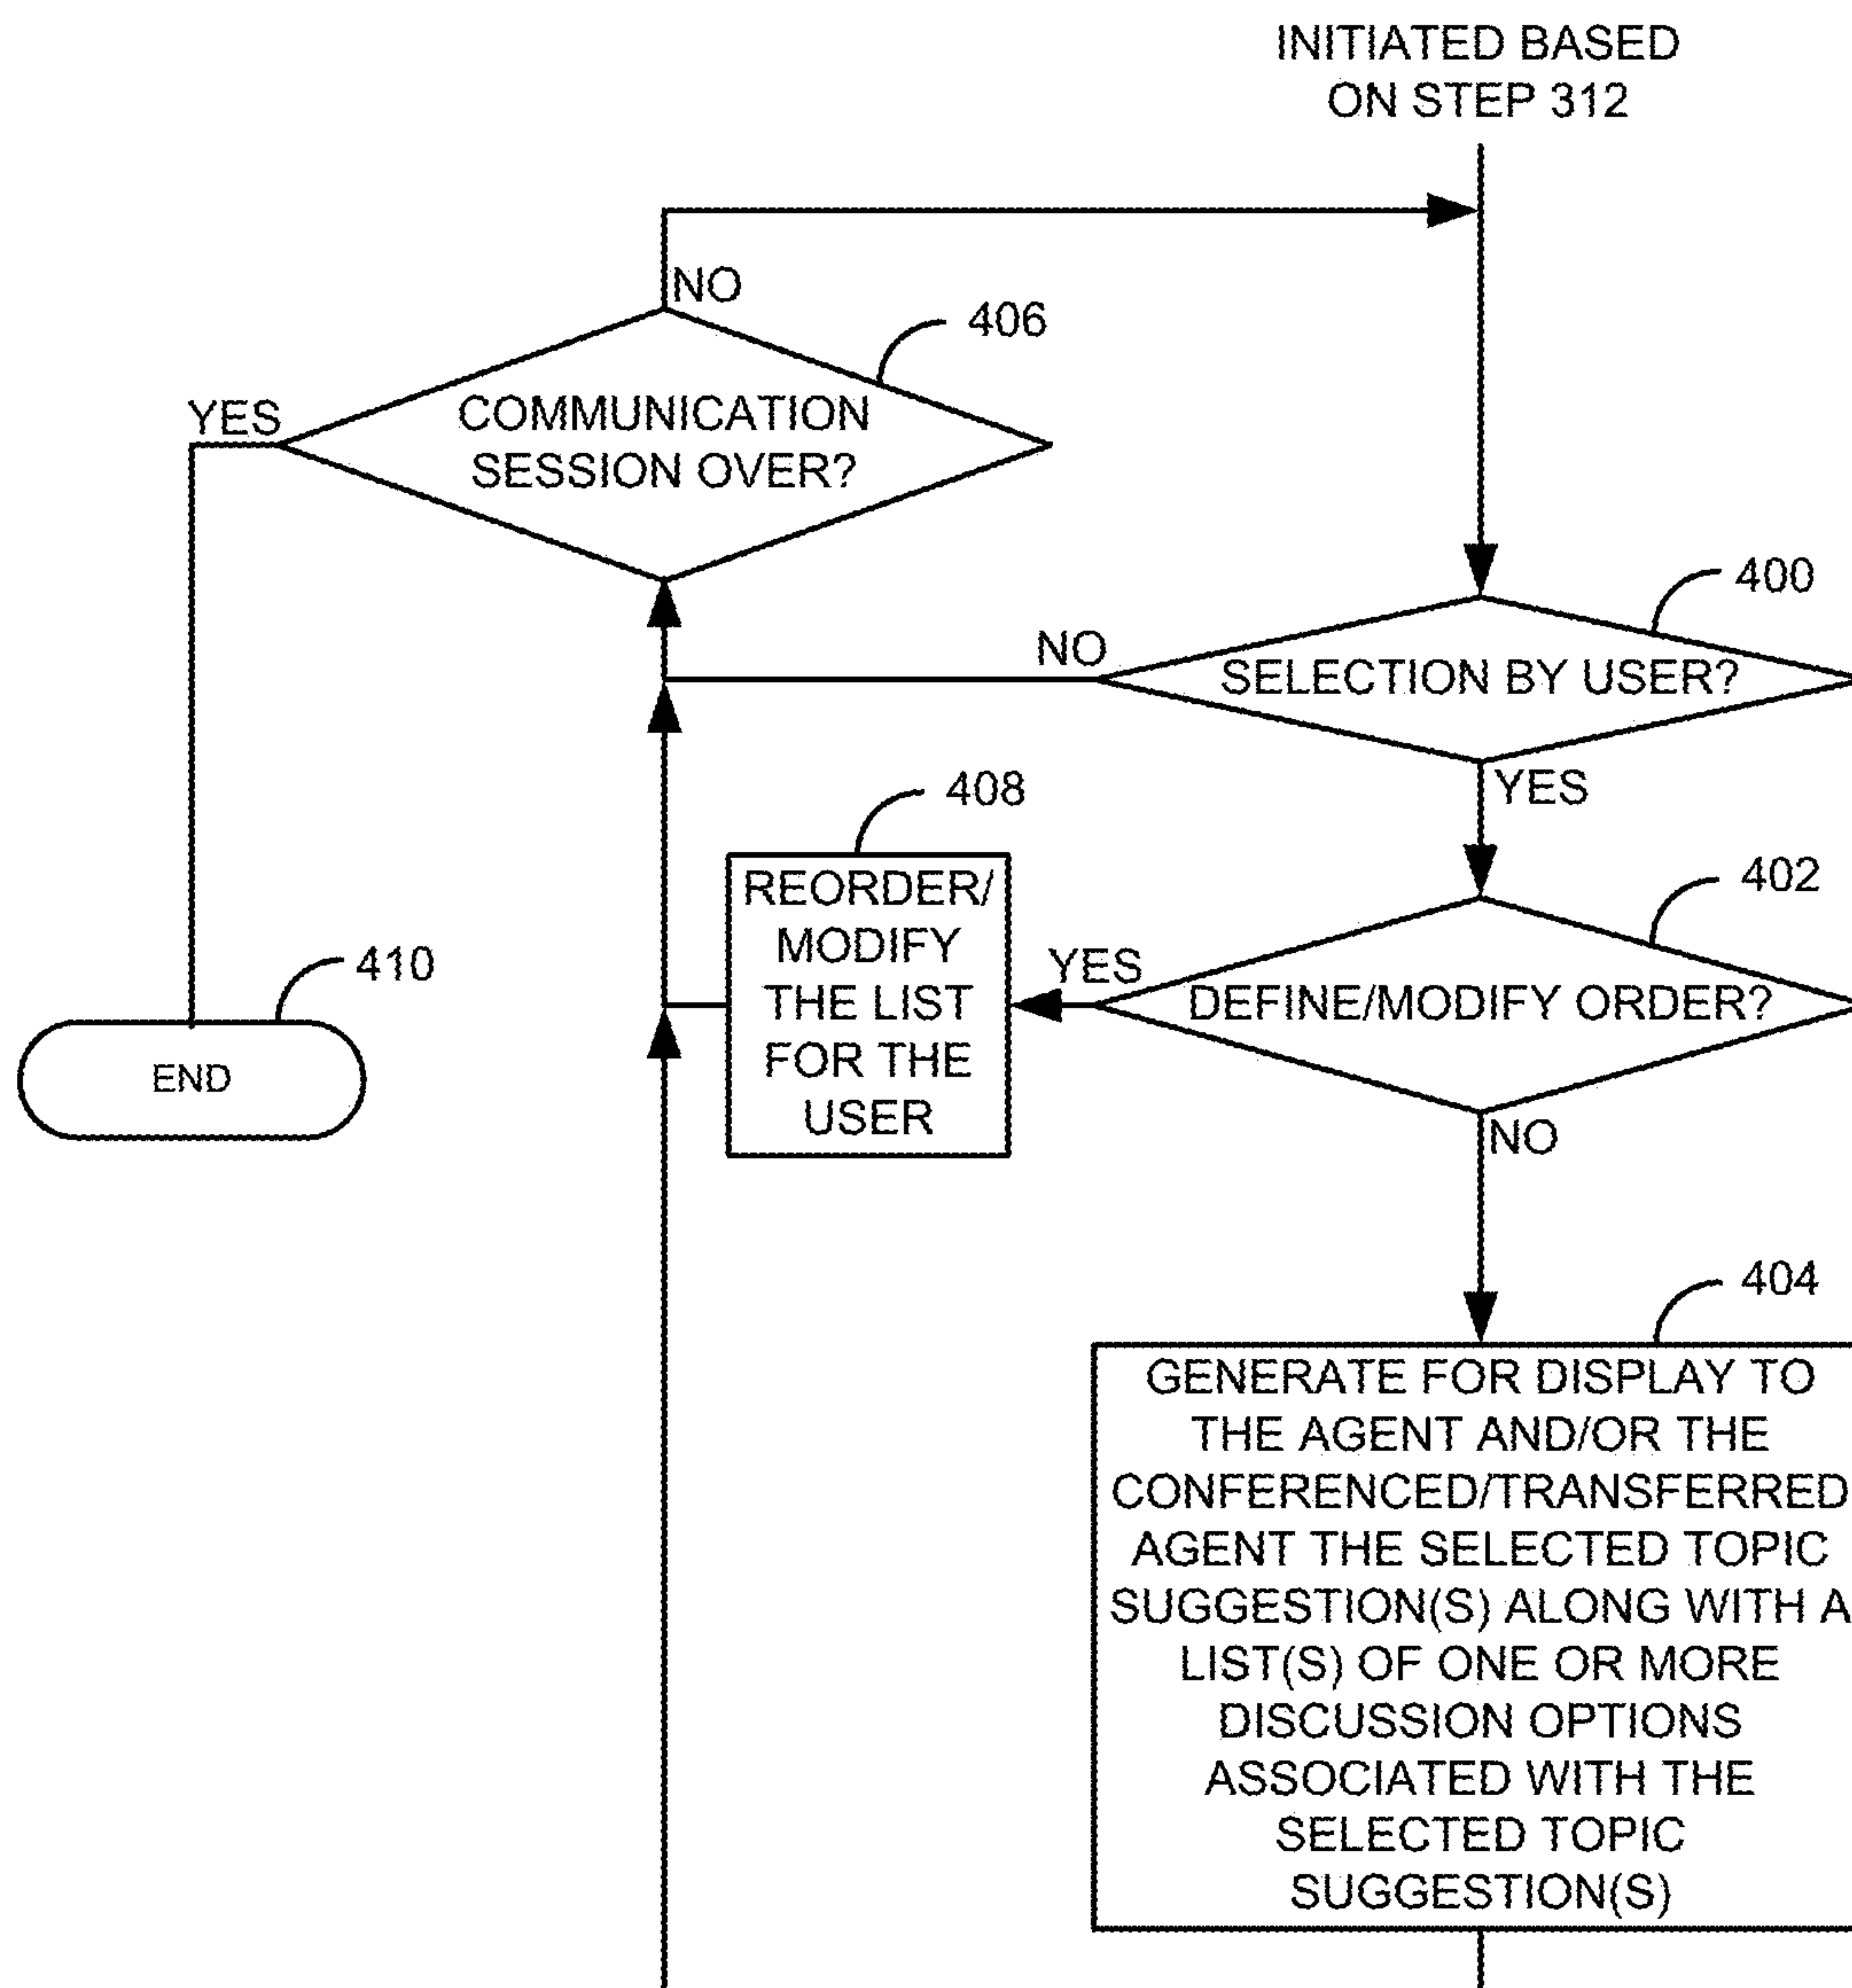 INITIATED BASED
ON STEP 312
NO
406
YES
COMMUNICATION
SESSION OVER?
400
NO
SELECTION BY USER?
YES
408
402
REORDER/
MODIFY
THE LIST
FOR THE
USER
YES
DEFINE/MODIFY ORDER?
410
END
NO
404
GENERATE FOR DISPLAY TO
THE AGENT AND/OR THE
CONFERENCED/TRANSFERRED
AGENT THE SELECTED TOPIC
SUGGESTION(S) ALONG WITH A
LIST(S) OF ONE OR MORE
DISCUSSION OPTIONS
ASSOCIATED WITH THE
SELECTED TOPIC
SUGGESTION(S)